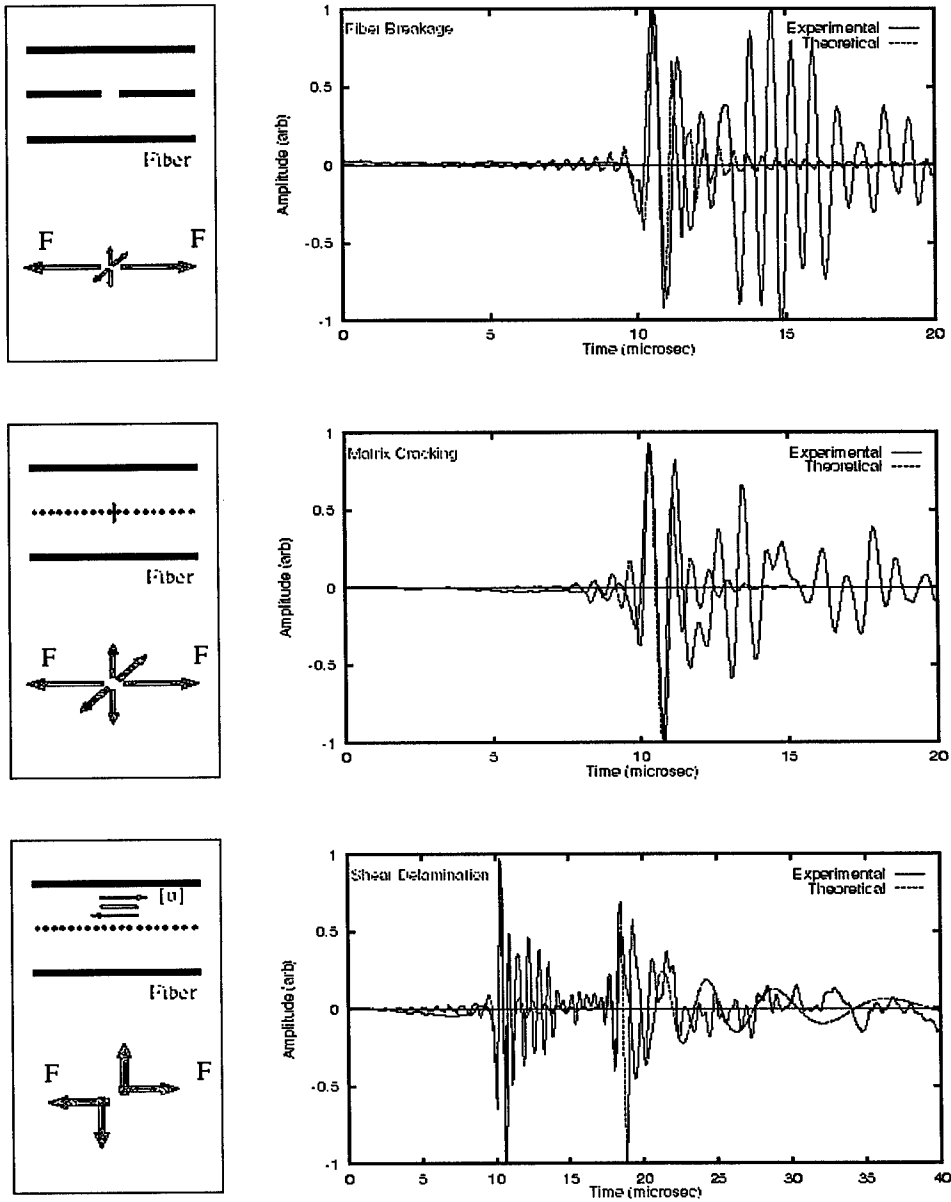 Fiber
F F
Fiber Breakage
Experimental
Theoretical
Amplitude (arb)
1
0.5
0
-0.5
-1
0 5 10 15 20
Time (microsec)
Fiber
F F
Matrix Cracking
Experimental
Theoretical
Amplitude (arb)
1
0.5
0
-0.5
-1
0 5 10 15 20
Time (microsec)
[u]
Fiber
F F
Shear Delamination
Experimental
Theoretical
Amplitude (arb)
1
0.5
0
-0.5
-1
0 5 10 15 20 25 30 35 40
Time (microsec)